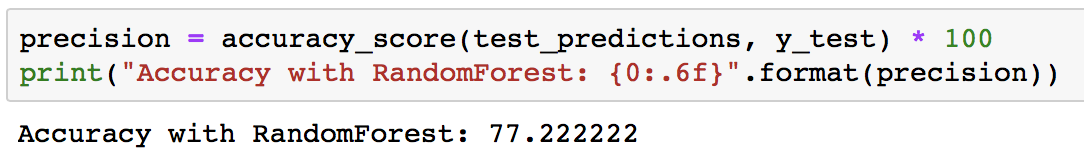 precision = accuracy_score(test_predictions, y_test) * 100
print("Accuracy with RandomForest: {0:.6f}".format(precision))
Accuracy with RandomForest: 77.222222